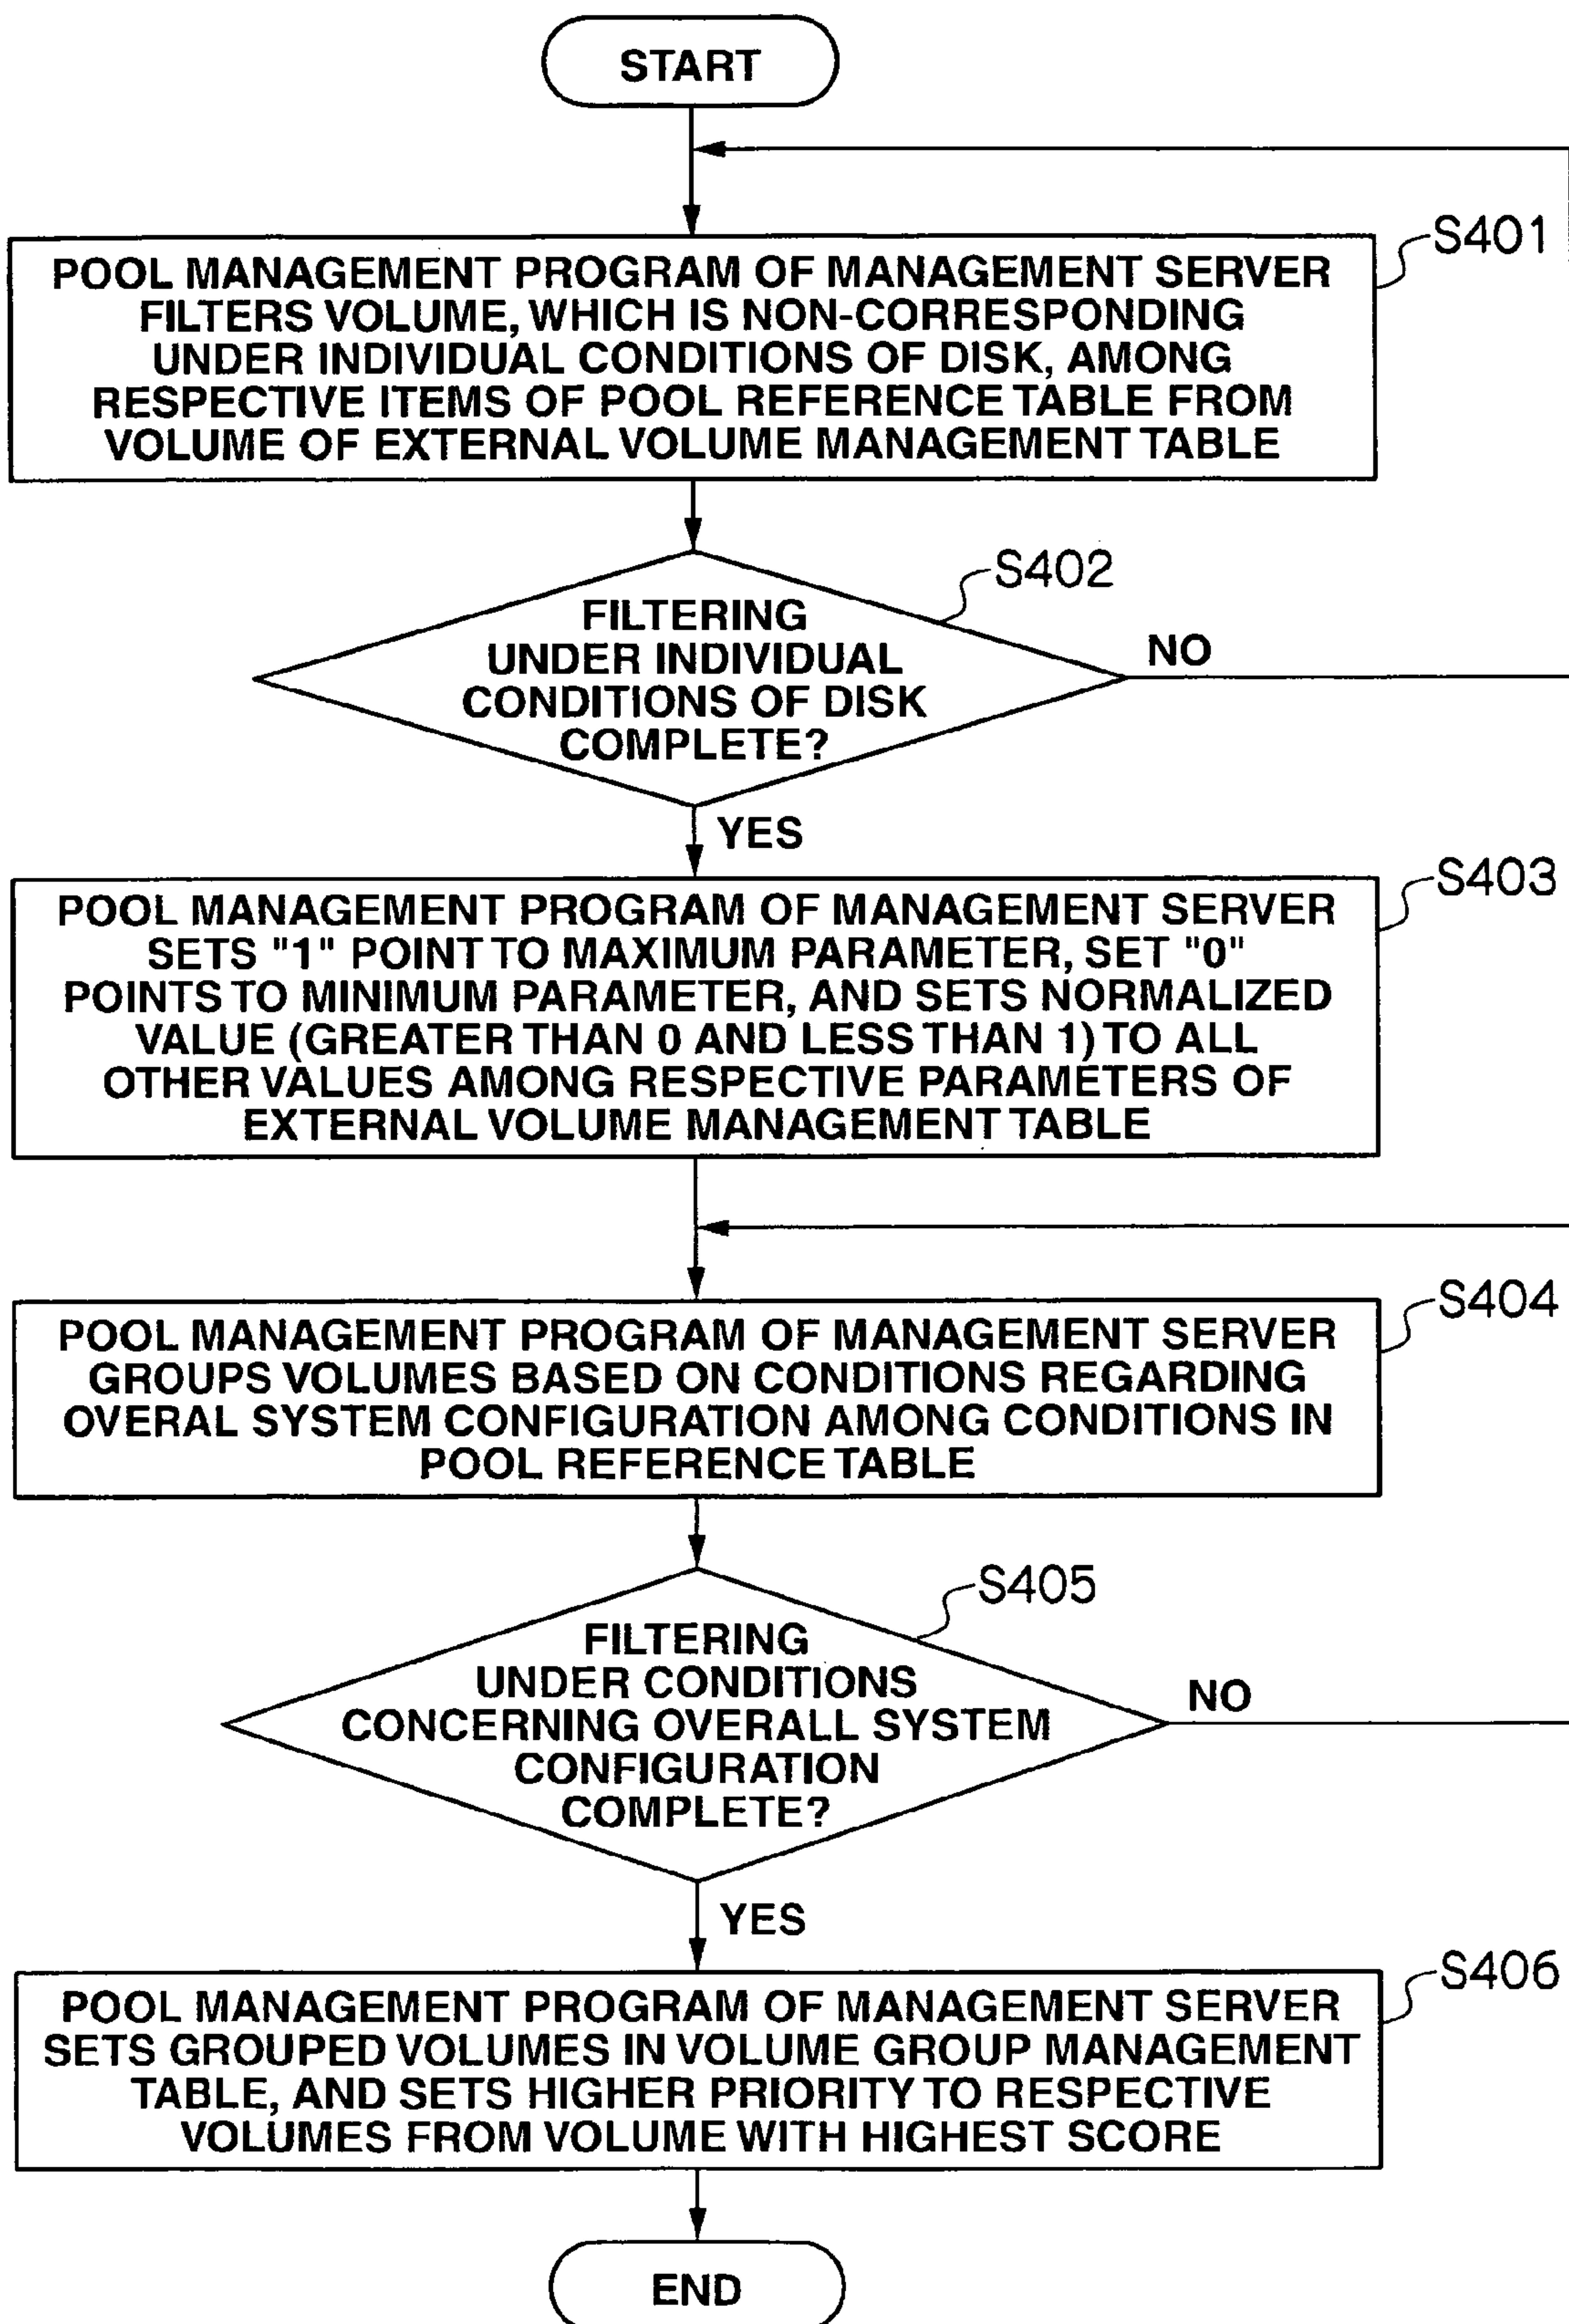 START
S401
POOL MANAGEMENT PROGRAM OF MANAGEMENT SERVER
FILTERS VOLUME, WHICH IS NON-CORRESPONDING
UNDER INDIVIDUAL CONDITIONS OF DISK, AMONG
RESPECTIVE ITEMS OF POOL REFERENCE TABLE FROM
VOLUME OF EXTERNAL VOLUME MANAGEMENT TABLE
S402
FILTERING
UNDER INDIVIDUAL
CONDITIONS OF DISK
COMPLETE?
NO
YES
S403
POOL MANAGEMENT PROGRAM OF MANAGEMENT SERVER
SETS "1" POINT TO MAXIMUM PARAMETER, SET "0"
POINTS TO MINIMUM PARAMETER, AND SETS NORMALIZED
VALUE (GREATER THAN 0 AND LESS THAN 1) TO ALL
OTHER VALUES AMONG RESPECTIVE PARAMETERS OF
EXTERNAL VOLUME MANAGEMENT TABLE
S404
POOL MANAGEMENT PROGRAM OF MANAGEMENT SERVER
GROUPS VOLUMES BASED ON CONDITIONS REGARDING
OVERAL SYSTEM CONFIGURATION AMONG CONDITIONS IN
POOL REFERENCE TABLE
S405
FILTERING
UNDER CONDITIONS
CONCERNING OVERALL SYSTEM
CONFIGURATION
COMPLETE?
NO
YES
S406
POOL MANAGEMENT PROGRAM OF MANAGEMENT SERVER
SETS GROUPED VOLUMES IN VOLUME GROUP MANAGEMENT
TABLE, AND SETS HIGHER PRIORITY TO RESPECTIVE
VOLUMES FROM VOLUME WITH HIGHEST SCORE
END